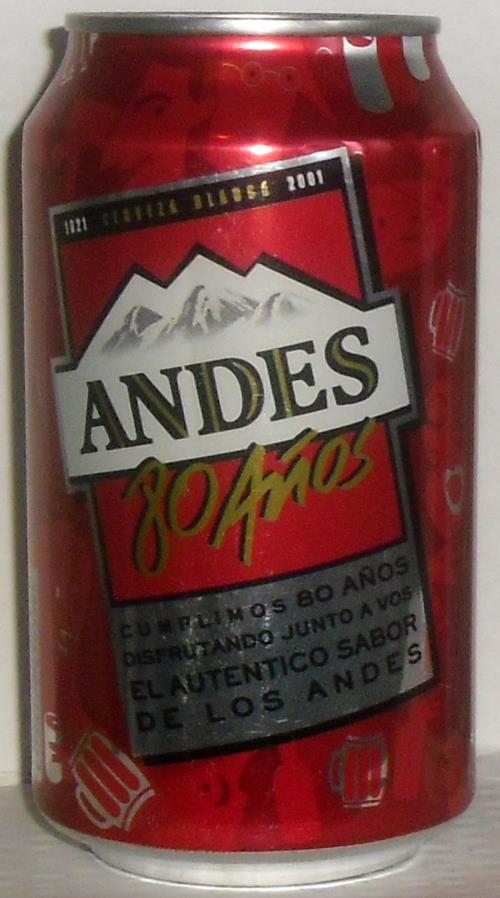 1921 CERVEZA BLANCA 2001
ANDES
80 Años
CUMPLIMOS 80 AÑOS
DISFRUTANDO JUNTO A VOS
EL AUTENTICO SABOR
DE LOS ANDES